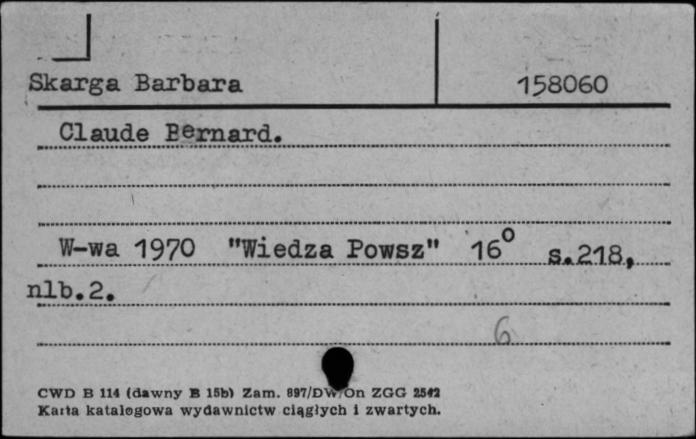 Skarga Barbara 158060
Claude Bernard.
W-wa 1970 "Wiedza Powsz" 16° s.218,
nlb.2.
6
CWD B 114 (dawny B 15b) Zam. 897/DW/On ZGG 2542
Karta katalogowa wydawnictw ciągłych i zwartych.